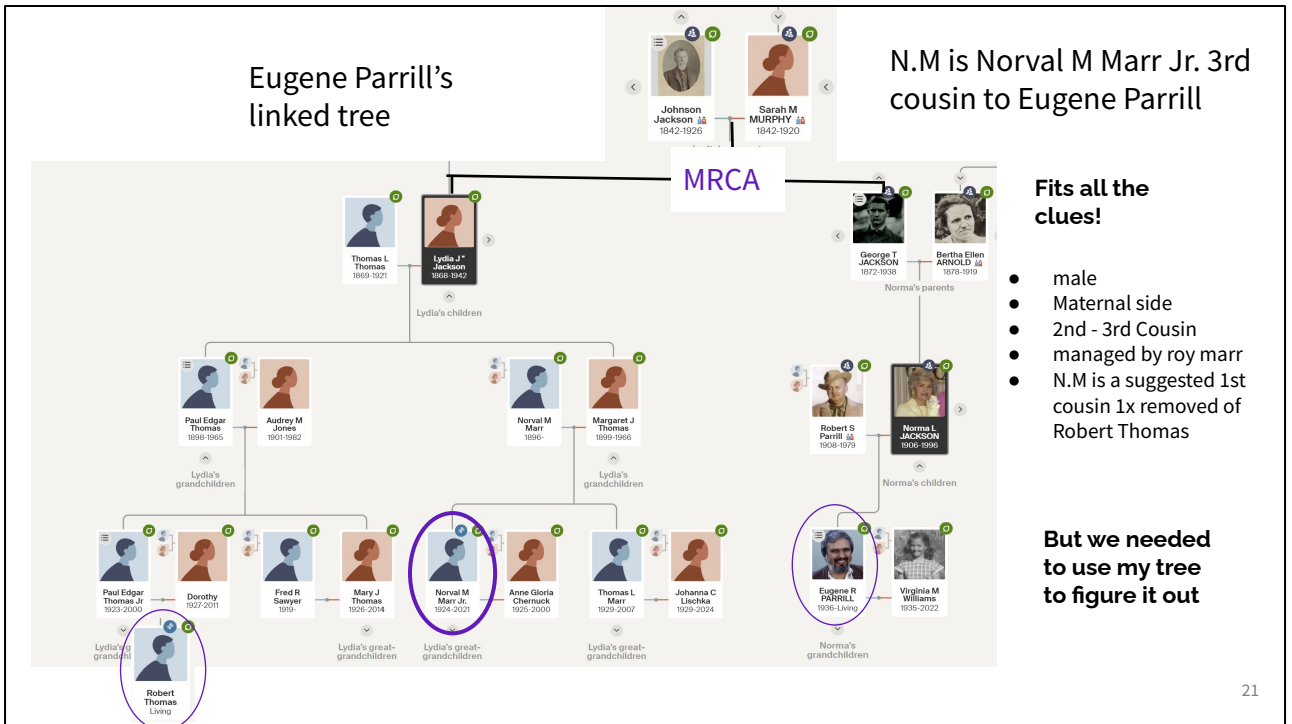 Eugene Parrill's
linked tree
N.M is Norval M Marr Jr. 3rd
cousin to Eugene Parrill
Johnson
Jackson
1842-1926
Sarah M
MURPHY
1842-1920
MRCA
Thomas L
Thomas
1869-1921
Lydia J *
Jackson
1868-1942
George T
JACKSON
1872-1938
Bertha Ellen
ARNOLD
1878-1919
Lydia's children
Norma's parents
Paul Edgar
Thomas
1898-1965
Audrey M
Jones
1901-1982
Norval M
Marr
1896-
Margaret J
Thomas
1899-1966
Robert S
Parrill
1908-1979
Norma L
JACKSON
1906-1996
Lydia's
grandchildren
Lydia's
grandchildren
Norma's children
Paul Edgar
Thomas Jr
1923-2000
Dorothy
1927-2011
Fred R
Sawyer
1919-
Mary J
Thomas
1926-2014
Norval M
Marr Jr.
1924-2021
Anne Gloria
Chernuck
1925-2000
Thomas L
Marr
1929-2007
Johanna C
Lischka
1929-2024
Eugene R
PARRILL
1936-Living
Virginia M
Williams
1935-2022
Lydia's g
grandchi
Lydia's great-
grandchildren
Lydia's great-
grandchildren
Lydia's great-
grandchildren
Norma's
grandchildren
Robert
Thomas
Living
Fits all the
clues!
● male
● Maternal side
● 2nd - 3rd Cousin
● managed by roy marr
● N.M is a suggested 1st
cousin 1x removed of
Robert Thomas
But we needed
to use my tree
to figure it out
21